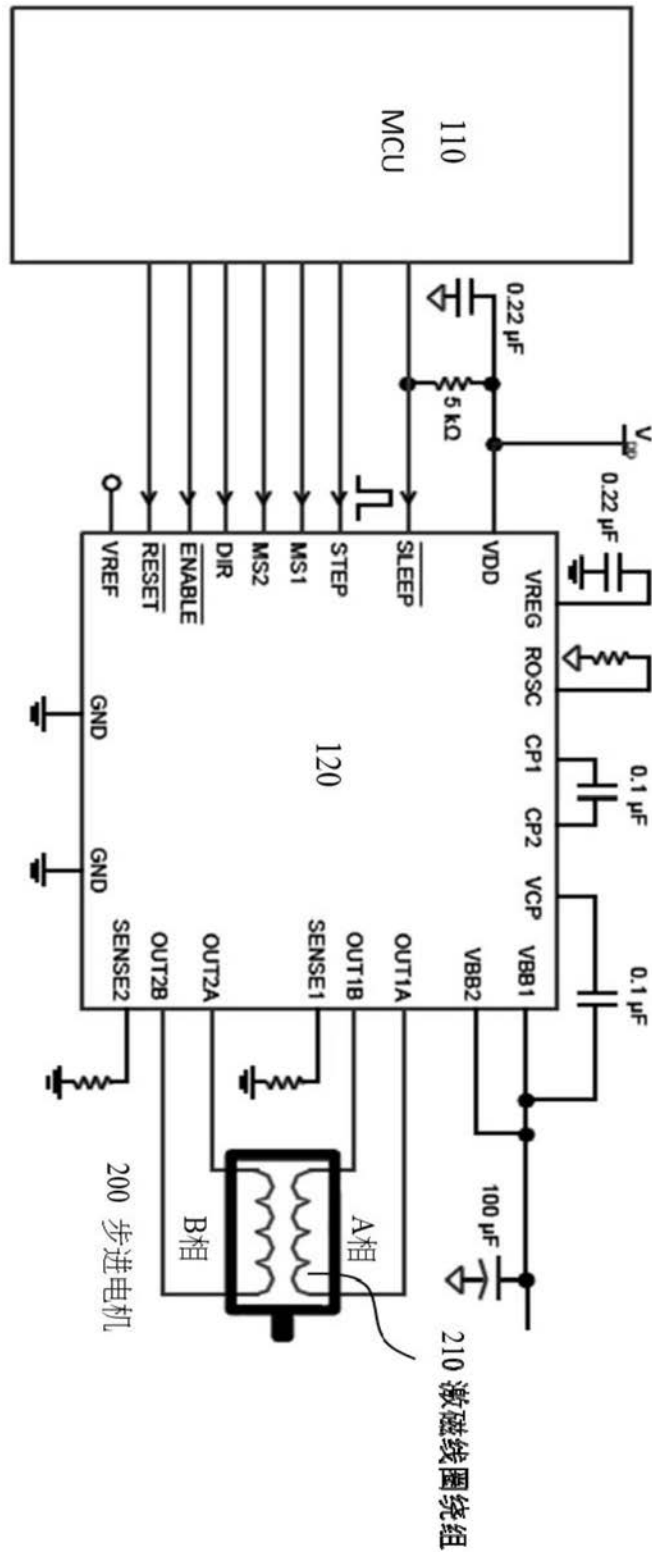 110
MCU
0.22 µF
5 kΩ
VDD
0.22 µF
VDD
SLEEP
STEP
MS1
MS2
DIR
ENABLE
RESET
VREF
VREG
ROSC
CP1
CP2
VCP
VBB1
VBB2
0.1 µF
0.1 µF
120
GND
GND
OUT1A
OUT1B
SENSE1
OUT2A
OUT2B
SENSE2
100 µF
A相
B相
200 步进电机
210 激磁线圈绕组